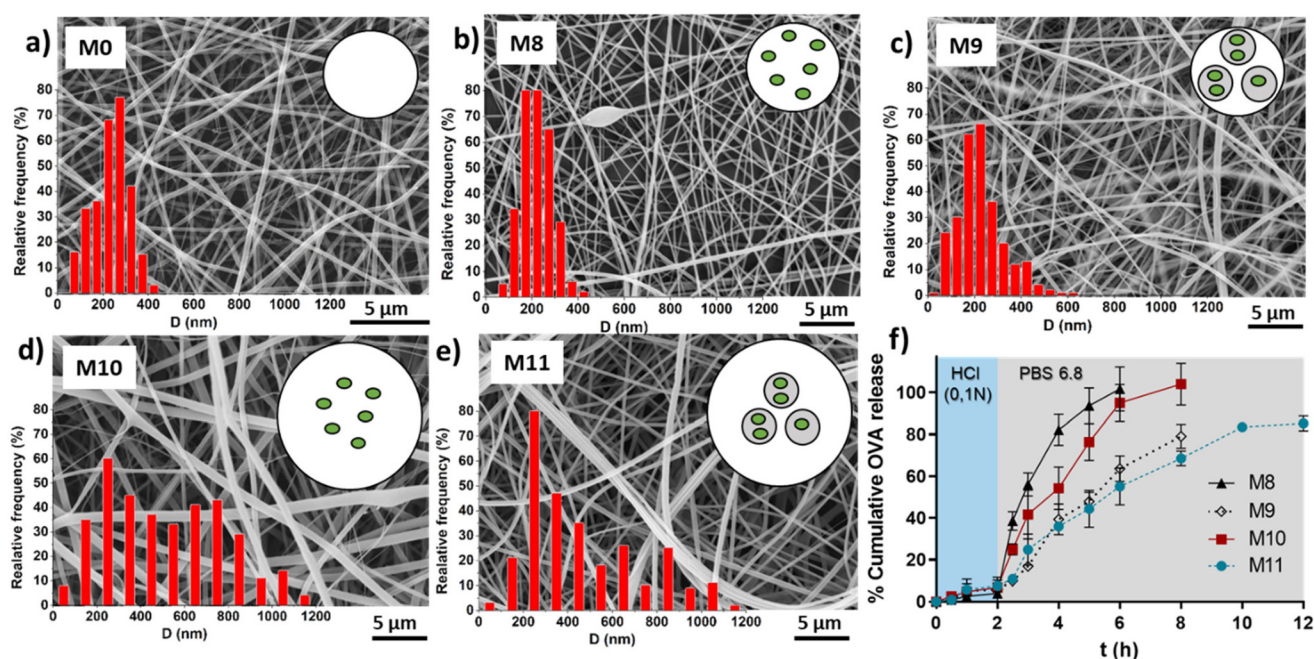 a)
M0
Realative frequency (%)
80
70
60
50
40
30
20
10
0
0 200 400 600 800 1000 1200
D (nm)
5 µm
b)
M8
Realative frequency (%)
80
70
60
50
40
30
20
10
0
0 200 400 600 800 1000 1200
D (nm)
5 µm
c)
M9
Realative frequency (%)
80
70
60
50
40
30
20
10
0
0 200 400 600 800 1000 1200
D (nm)
5 µm
d)
M10
Realative frequency (%)
80
70
60
50
40
30
20
10
0
0 200 400 600 800 1000 1200
D (nm)
5 µm
e)
M11
Realative frequency (%)
80
70
60
50
40
30
20
10
0
0 200 400 600 800 1000 1200
D (nm)
5 µm
f)
% Cumulative OVA release
100
80
60
40
20
0
HCl
(0,1N)
PBS 6.8
M8
M9
M10
M11
0 2 4 6 8 10 12
t (h)